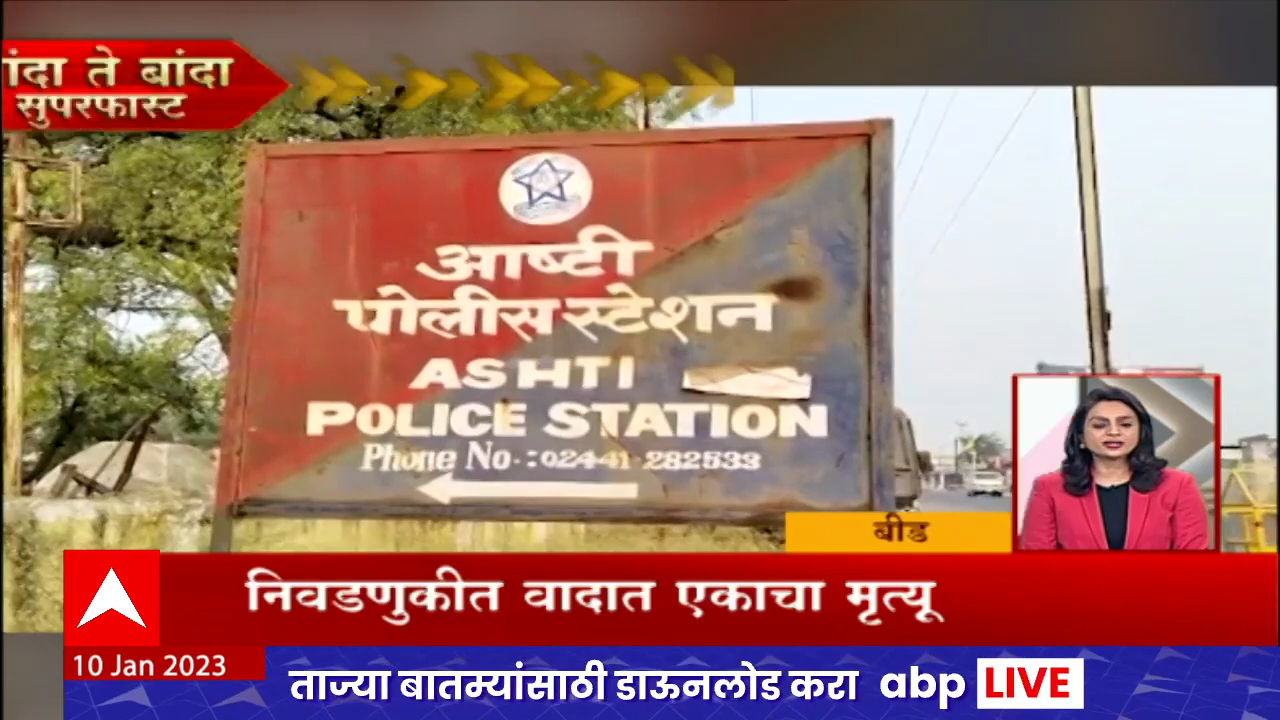 ांदा ते बांदा
सुपरफास्ट
आष्टी
पोलीस स्टेशन
ASHTI
POLICE STATION
Phone No-:02441-282533
बीड
निवडणुकीत वादात एकाचा मृत्यू
10 Jan 2023
ताज्या बातम्यांसाठी डाऊनलोड करा abp LIVE